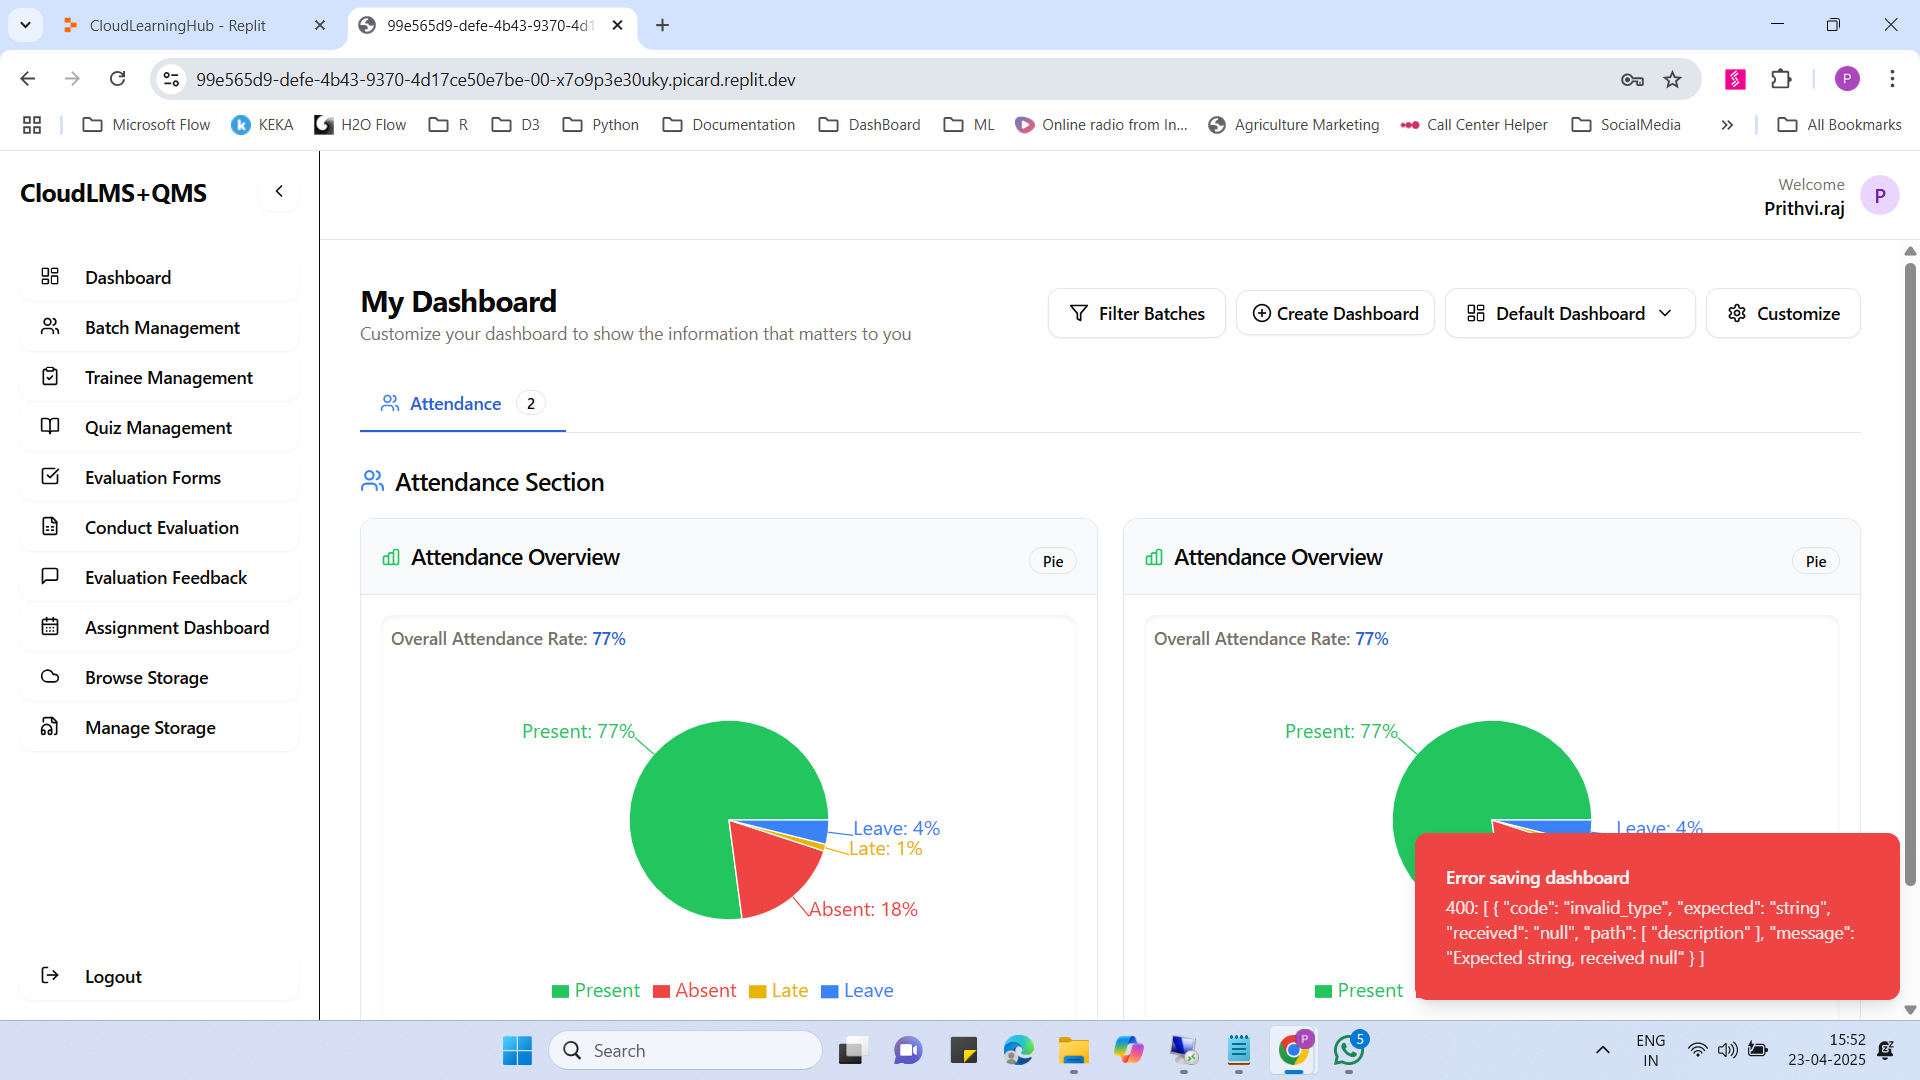 CloudLearningHub - Replit
99e565d9-defe-4b43-9370-4d1
99e565d9-defe-4b43-9370-4d17ce50e7be-00-x7o9p3e30uky.picard.replit.dev
P
Microsoft Flow
KEKA
H2O Flow
R
D3
Python
Documentation
DashBoard
ML
Online radio from In...
Agriculture Marketing
Call Center Helper
SocialMedia
All Bookmarks
CloudLMS+QMS
Welcome
Prithvi.raj
P
Dashboard
Batch Management
Trainee Management
Quiz Management
Evaluation Forms
Conduct Evaluation
Evaluation Feedback
Assignment Dashboard
Browse Storage
Manage Storage
Logout
My Dashboard
Customize your dashboard to show the information that matters to you
Filter Batches
Create Dashboard
Default Dashboard
Customize
Attendance 2
Attendance Section
Attendance Overview
Pie
Overall Attendance Rate: 77%
Present: 77%
Leave: 4%
Late: 1%
Absent: 18%
Present Absent Late Leave
Attendance Overview
Pie
Overall Attendance Rate: 77%
Present: 77%
Leave: 4%
Present
Error saving dashboard
400: [ { "code": "invalid_type", "expected": "string",
"received": "null", "path": [ "description" ], "message":
"Expected string, received null" } ]
Search
P
5
ENG
IN
15:52
23-04-2025